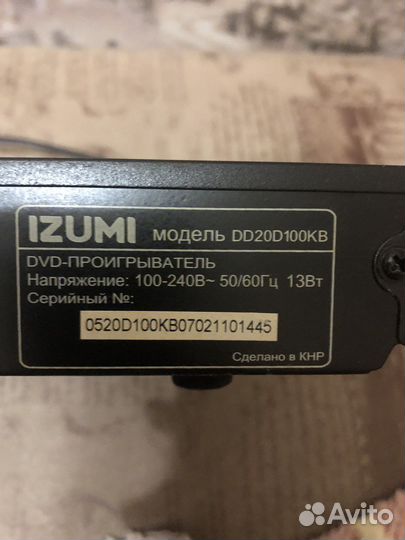 IZUMI модель DD20D100KB
DVD-ПРОИГРЫВАТЕЛЬ
Напряжение: 100-240В~ 50/60Гц 13Вт
Серийный №:
0520D100KB07021101445
Сделано в КНР
Avito